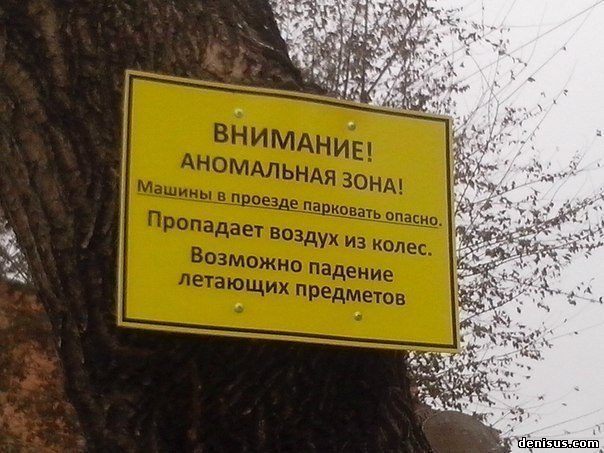 ВНИМАНИЕ!
АНОМАЛЬНАЯ ЗОНА!
Машины в проезде парковать опасно.
Пропадает воздух из колес.
Возможно падение
летающих предметов
denisus.com